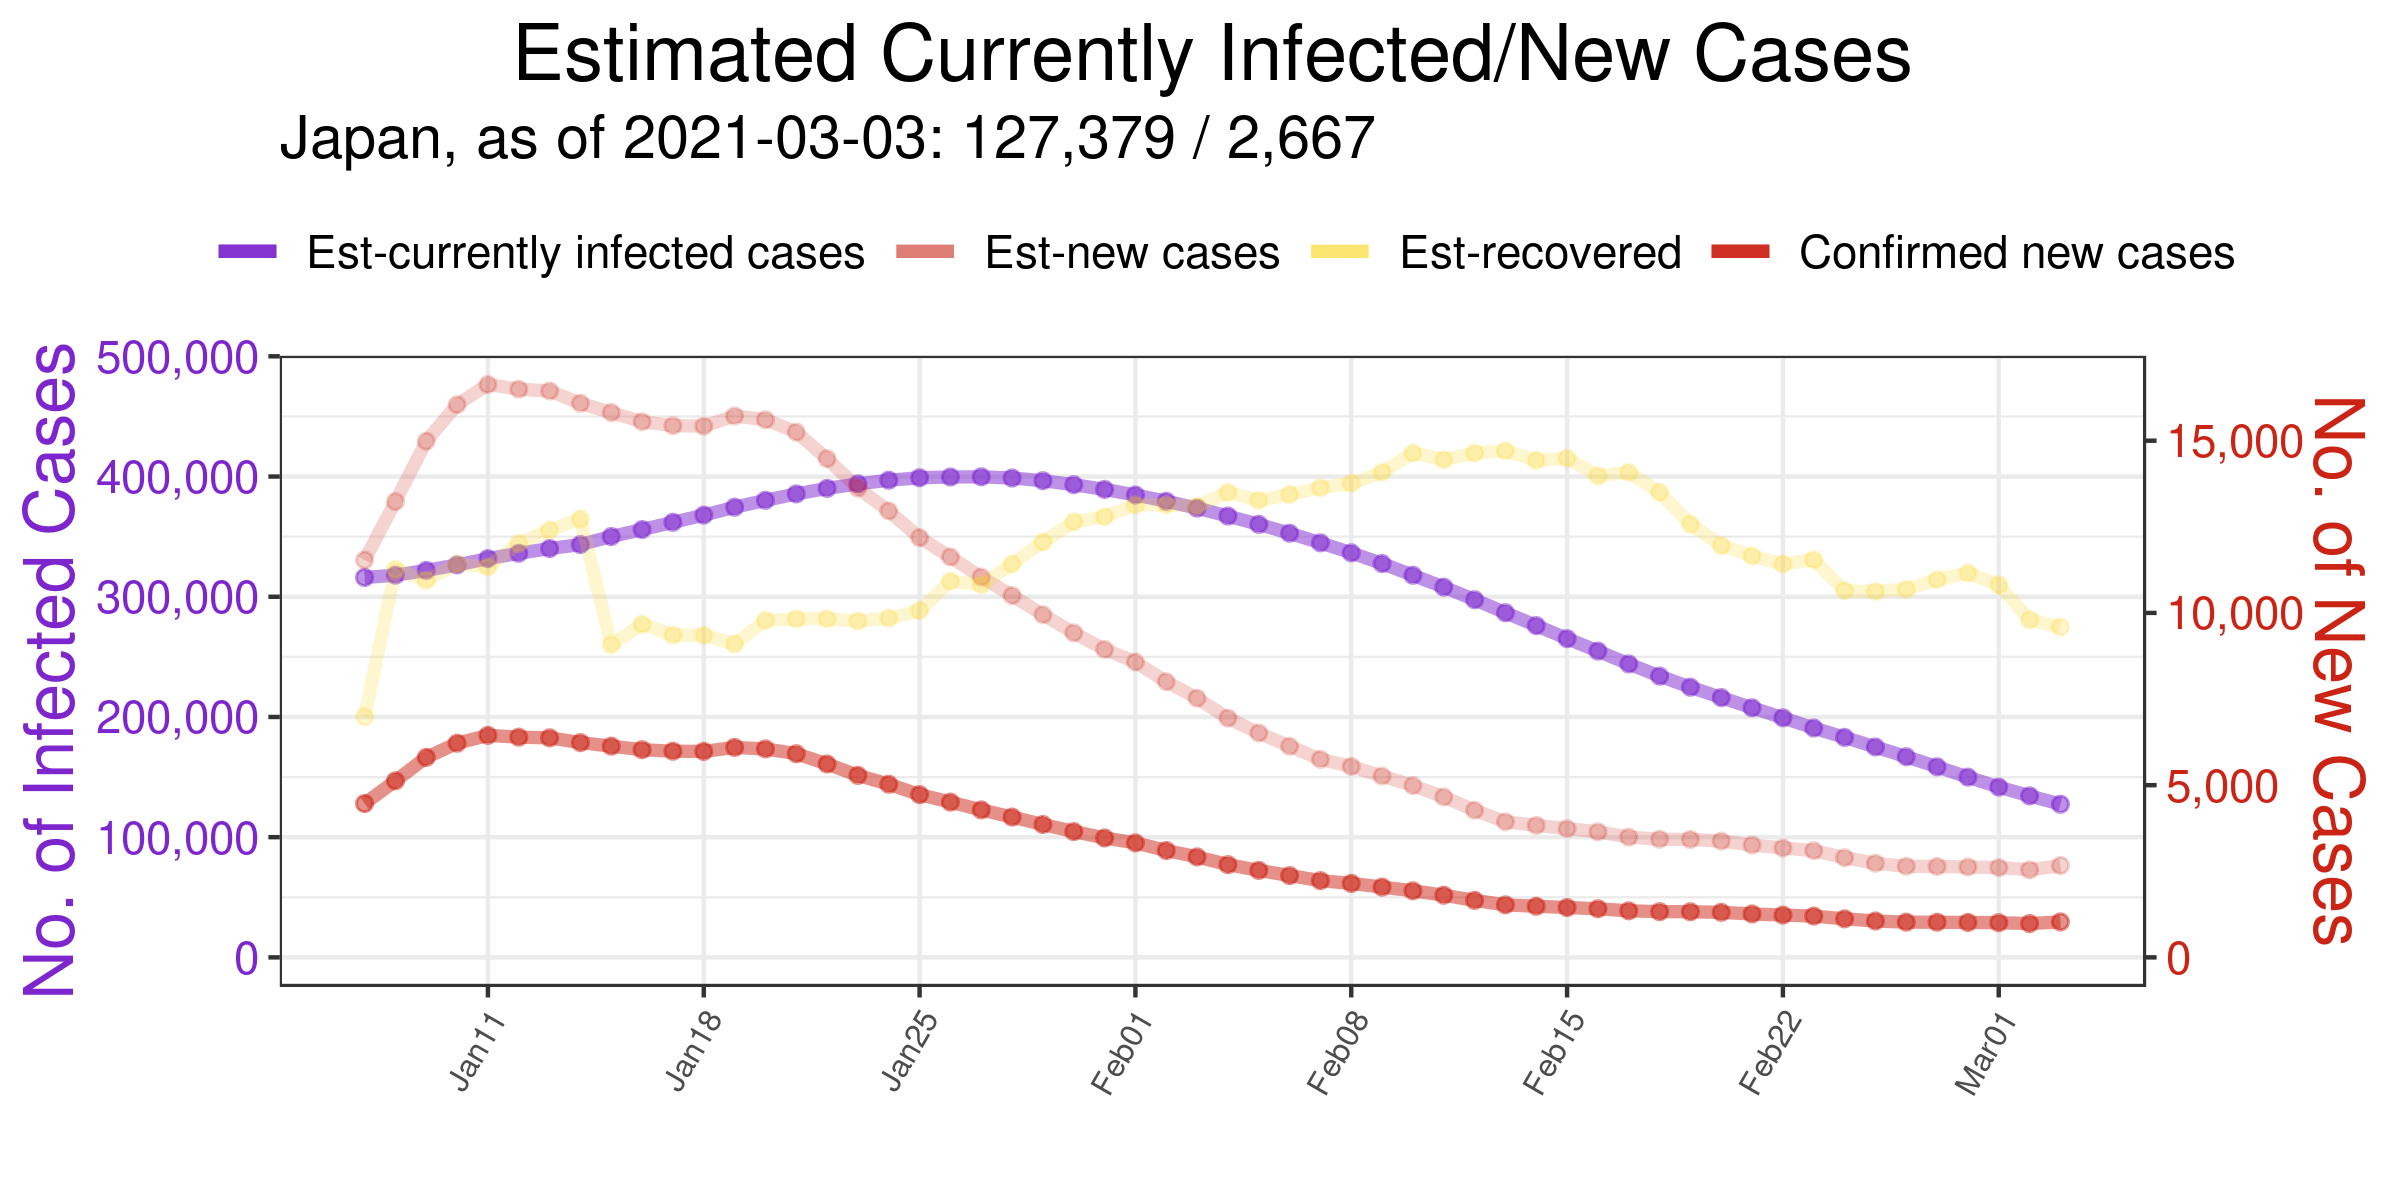 Estimated Currently Infected/New Cases
Japan, as of 2021-03-03: 127,379 / 2,667
Est-currently infected cases Est-new cases Est-recovered Confirmed new cases
No. of Infected Cases
500,000
400,000
300,000
200,000
100,000
0
15,000
10,000
5,000
0
No. of New Cases
Jan11 Jan18 Jan25 Feb01 Feb08 Feb15 Feb22 Mar01